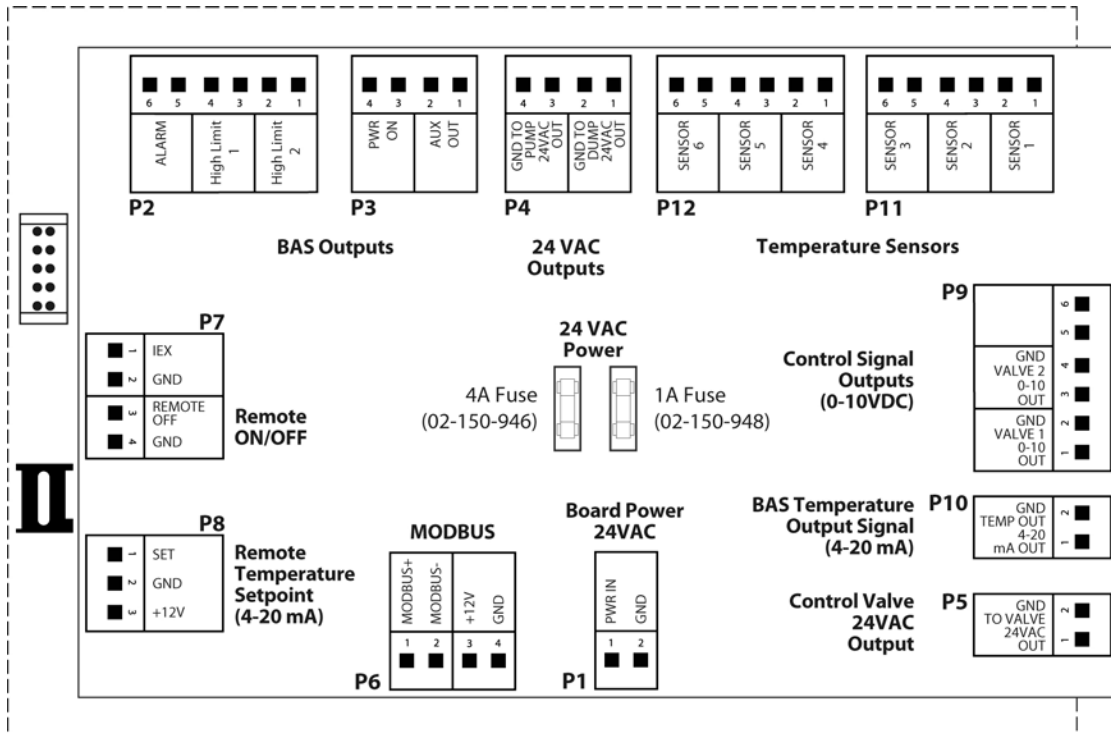 6 5 4 3 2 1
ALARM
High Limit
1
High Limit
2
P2
4 3 2 1
PWR
ON
AUX
OUT
P3
4 3 2 1
GND TO
PUMP
24VAC
OUT
GND TO
DUMP
24VAC
OUT
P4
6 5 4 3 2 1
SENSOR
6
SENSOR
5
SENSOR
4
P12
6 5 4 3 2 1
SENSOR
3
SENSOR
2
SENSOR
1
P11
BAS Outputs
24 VAC
Outputs
Temperature Sensors
P7
1 IEX
2 GND
3 REMOTE
OFF
4 GND
Remote
ON/OFF
24 VAC
Power
4A Fuse
(02-150-946)
1A Fuse
(02-150-948)
P9
Control Signal
Outputs
(0-10VDC)
6
5
GND
VALVE 2
0-10
OUT
4
3
GND
VALVE 1
0-10
OUT
2
1
II
P8
1 SET
2 GND
3 +12V
Remote
Temperature
Setpoint
(4-20 mA)
MODBUS
MODBUS+
MODBUS-
+12V
GND
1 2 3 4
P6
Board Power
24VAC
PWR IN
GND
1 2
P1
BAS Temperature
Output Signal
(4-20 mA)
P10
GND
TEMP OUT
4-20
mA OUT
2
1
Control Valve
24VAC
Output
P5
GND
TO VALVE
24VAC
OUT
2
1